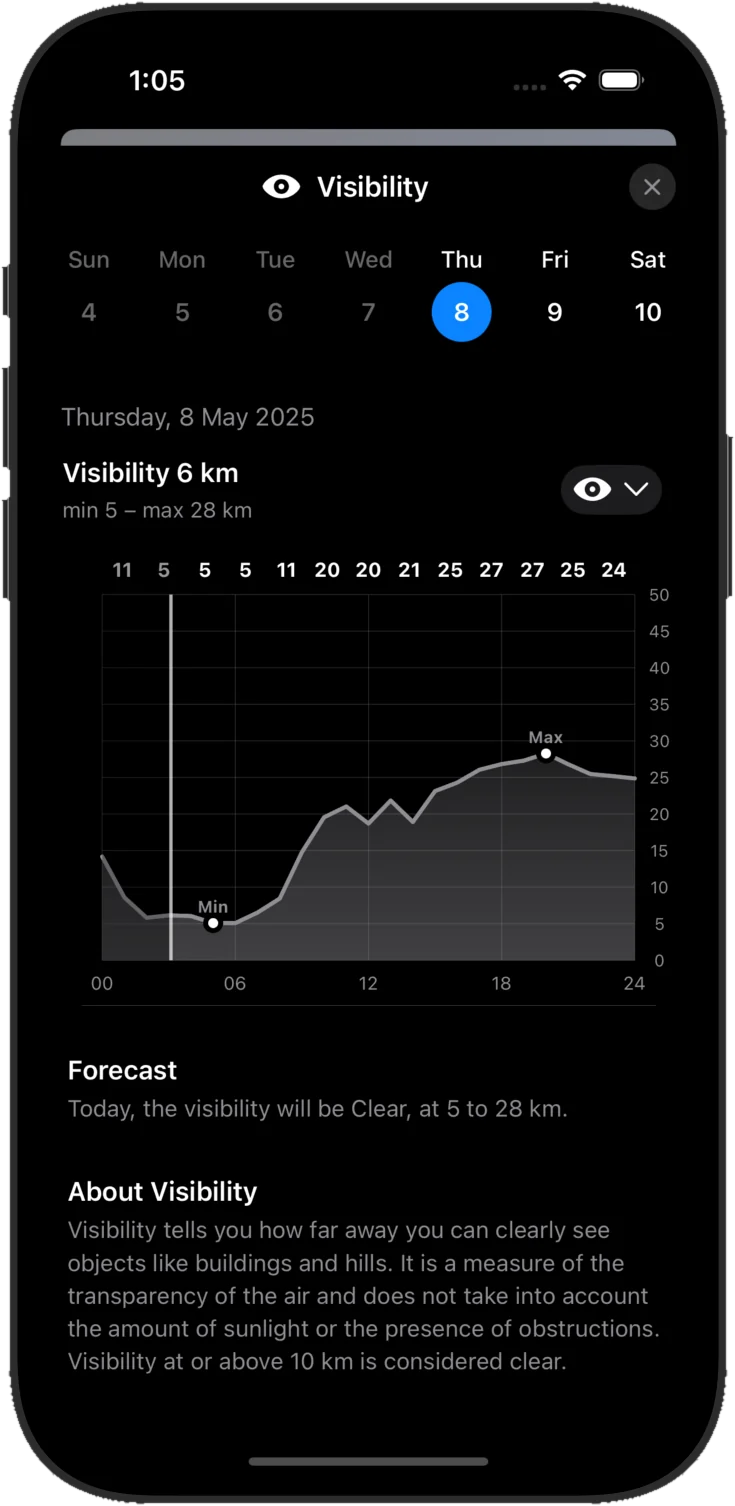 1:05
Visibility
Sun Mon Tue Wed Thu Fri Sat
4 5 6 7 8 9 10
Thursday, 8 May 2025
Visibility 6 km
min 5 – max 28 km
11 5 5 5 11 20 20 21 25 27 27 25 24
50
45
40
35
Max
30
25
20
15
10
Min
5
0
00 06 12 18 24
Forecast
Today, the visibility will be Clear, at 5 to 28 km.
About Visibility
Visibility tells you how far away you can clearly see
objects like buildings and hills. It is a measure of the
transparency of the air and does not take into account
the amount of sunlight or the presence of obstructions.
Visibility at or above 10 km is considered clear.